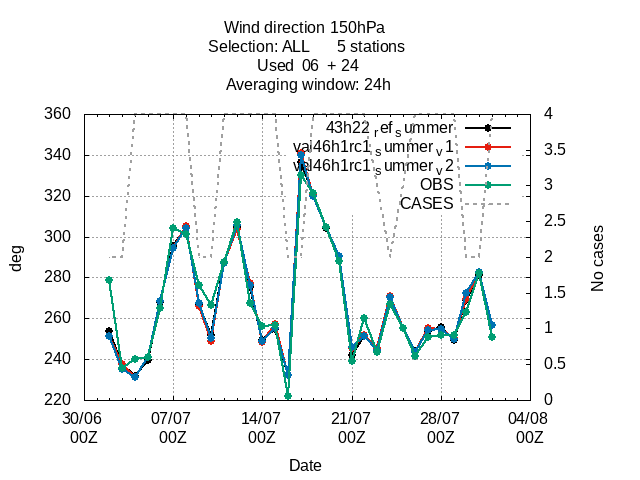 Wind direction 150hPa
Selection: ALL 5 stations
Used 06 + 24
Averaging window: 24h
43h22_ref_summer
val46h1rc1_summer_v1
val46h1rc1_summer_v2
OBS
CASES
360
340
320
300
280
260
240
220
4
3.5
3
2.5
2
1.5
1
0.5
0
deg
No cases
30/06 07/07 14/07 21/07 28/07 04/08
00Z 00Z 00Z 00Z 00Z 00Z
Date